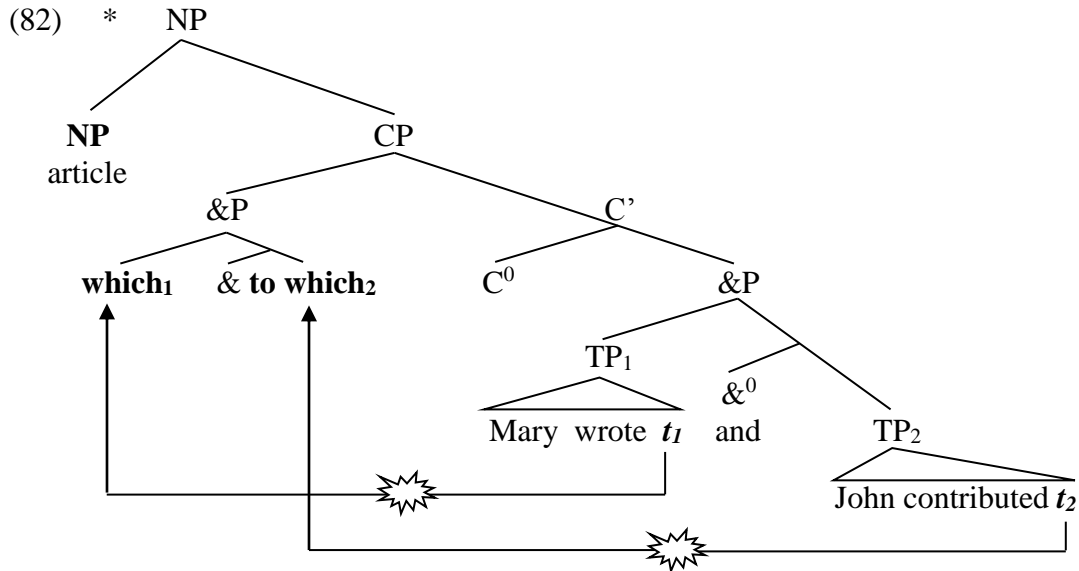 (82) * NP
NP CP
article
&P C’
which₁ & to which₂ C⁰ &P
TP₁
&⁰
Mary wrote t₁ and TP₂
John contributed t₂